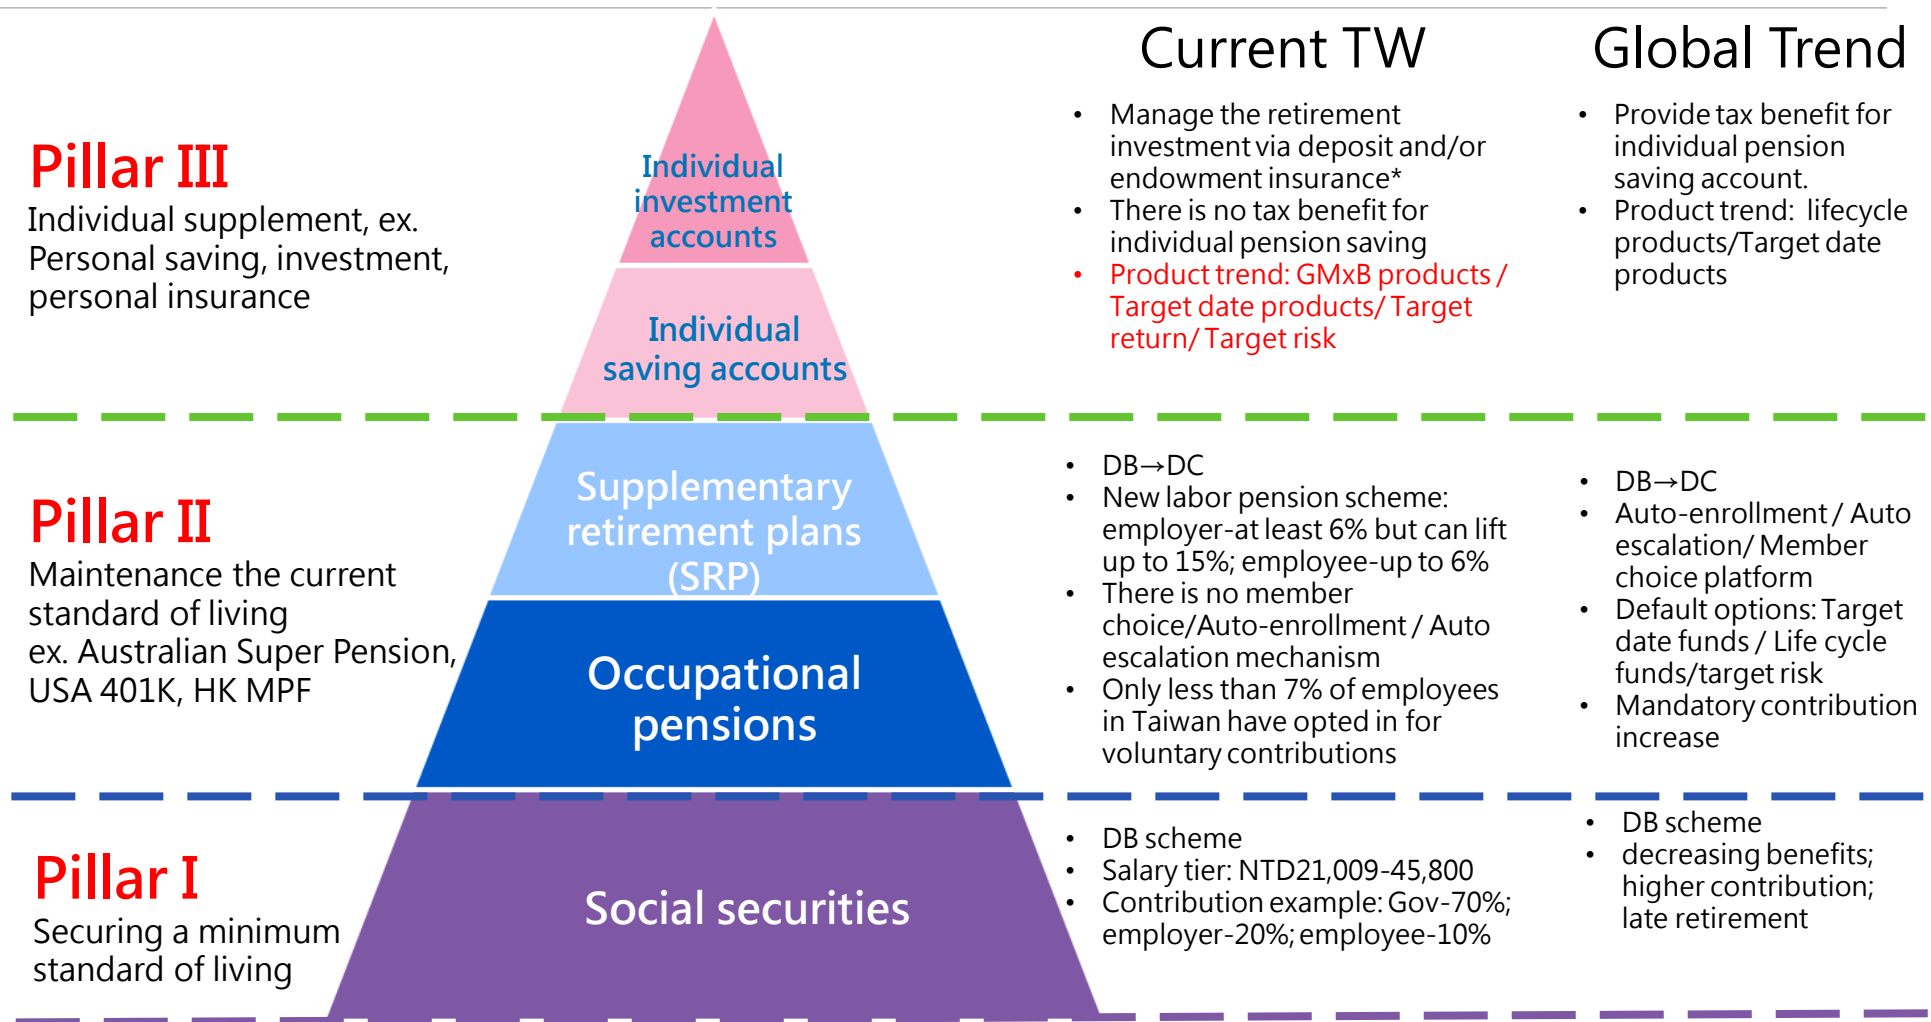 Current TW
Global Trend
Pillar III
Individual supplement, ex.
Personal saving, investment,
personal insurance
Individual
investment
accounts
Individual
saving accounts
• Manage the retirement
investment via deposit and/or
endowment insurance*
• There is no tax benefit for
individual pension saving
• Product trend: GMxB products /
Target date products/ Target
return/ Target risk
• Provide tax benefit for
individual pension
saving account.
• Product trend: lifecycle
products/Target date
products
Pillar II
Maintenance the current
standard of living
ex. Australian Super Pension,
USA 401K, HK MPF
Supplementary
retirement plans
(SRP)
Occupational
pensions
• DB→DC
• New labor pension scheme:
employer-at least 6% but can lift
up to 15%; employee-up to 6%
• There is no member
choice/Auto-enrollment / Auto
escalation mechanism
• Only less than 7% of employees
in Taiwan have opted in for
voluntary contributions
• DB→DC
• Auto-enrollment / Auto
escalation/ Member
choice platform
• Default options: Target
date funds / Life cycle
funds/target risk
• Mandatory contribution
increase
Pillar I
Securing a minimum
standard of living
Social securities
• DB scheme
• Salary tier: NTD21,009-45,800
• Contribution example: Gov-70%;
employer-20%; employee-10%
• DB scheme
• decreasing benefits;
higher contribution;
late retirement